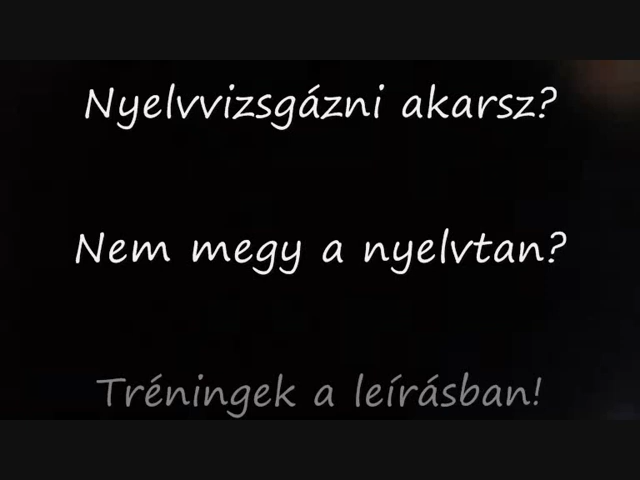 Nyelvvizsgázni akarsz?
Nem megy a nyelvtan?
Tréningek a leírásban!